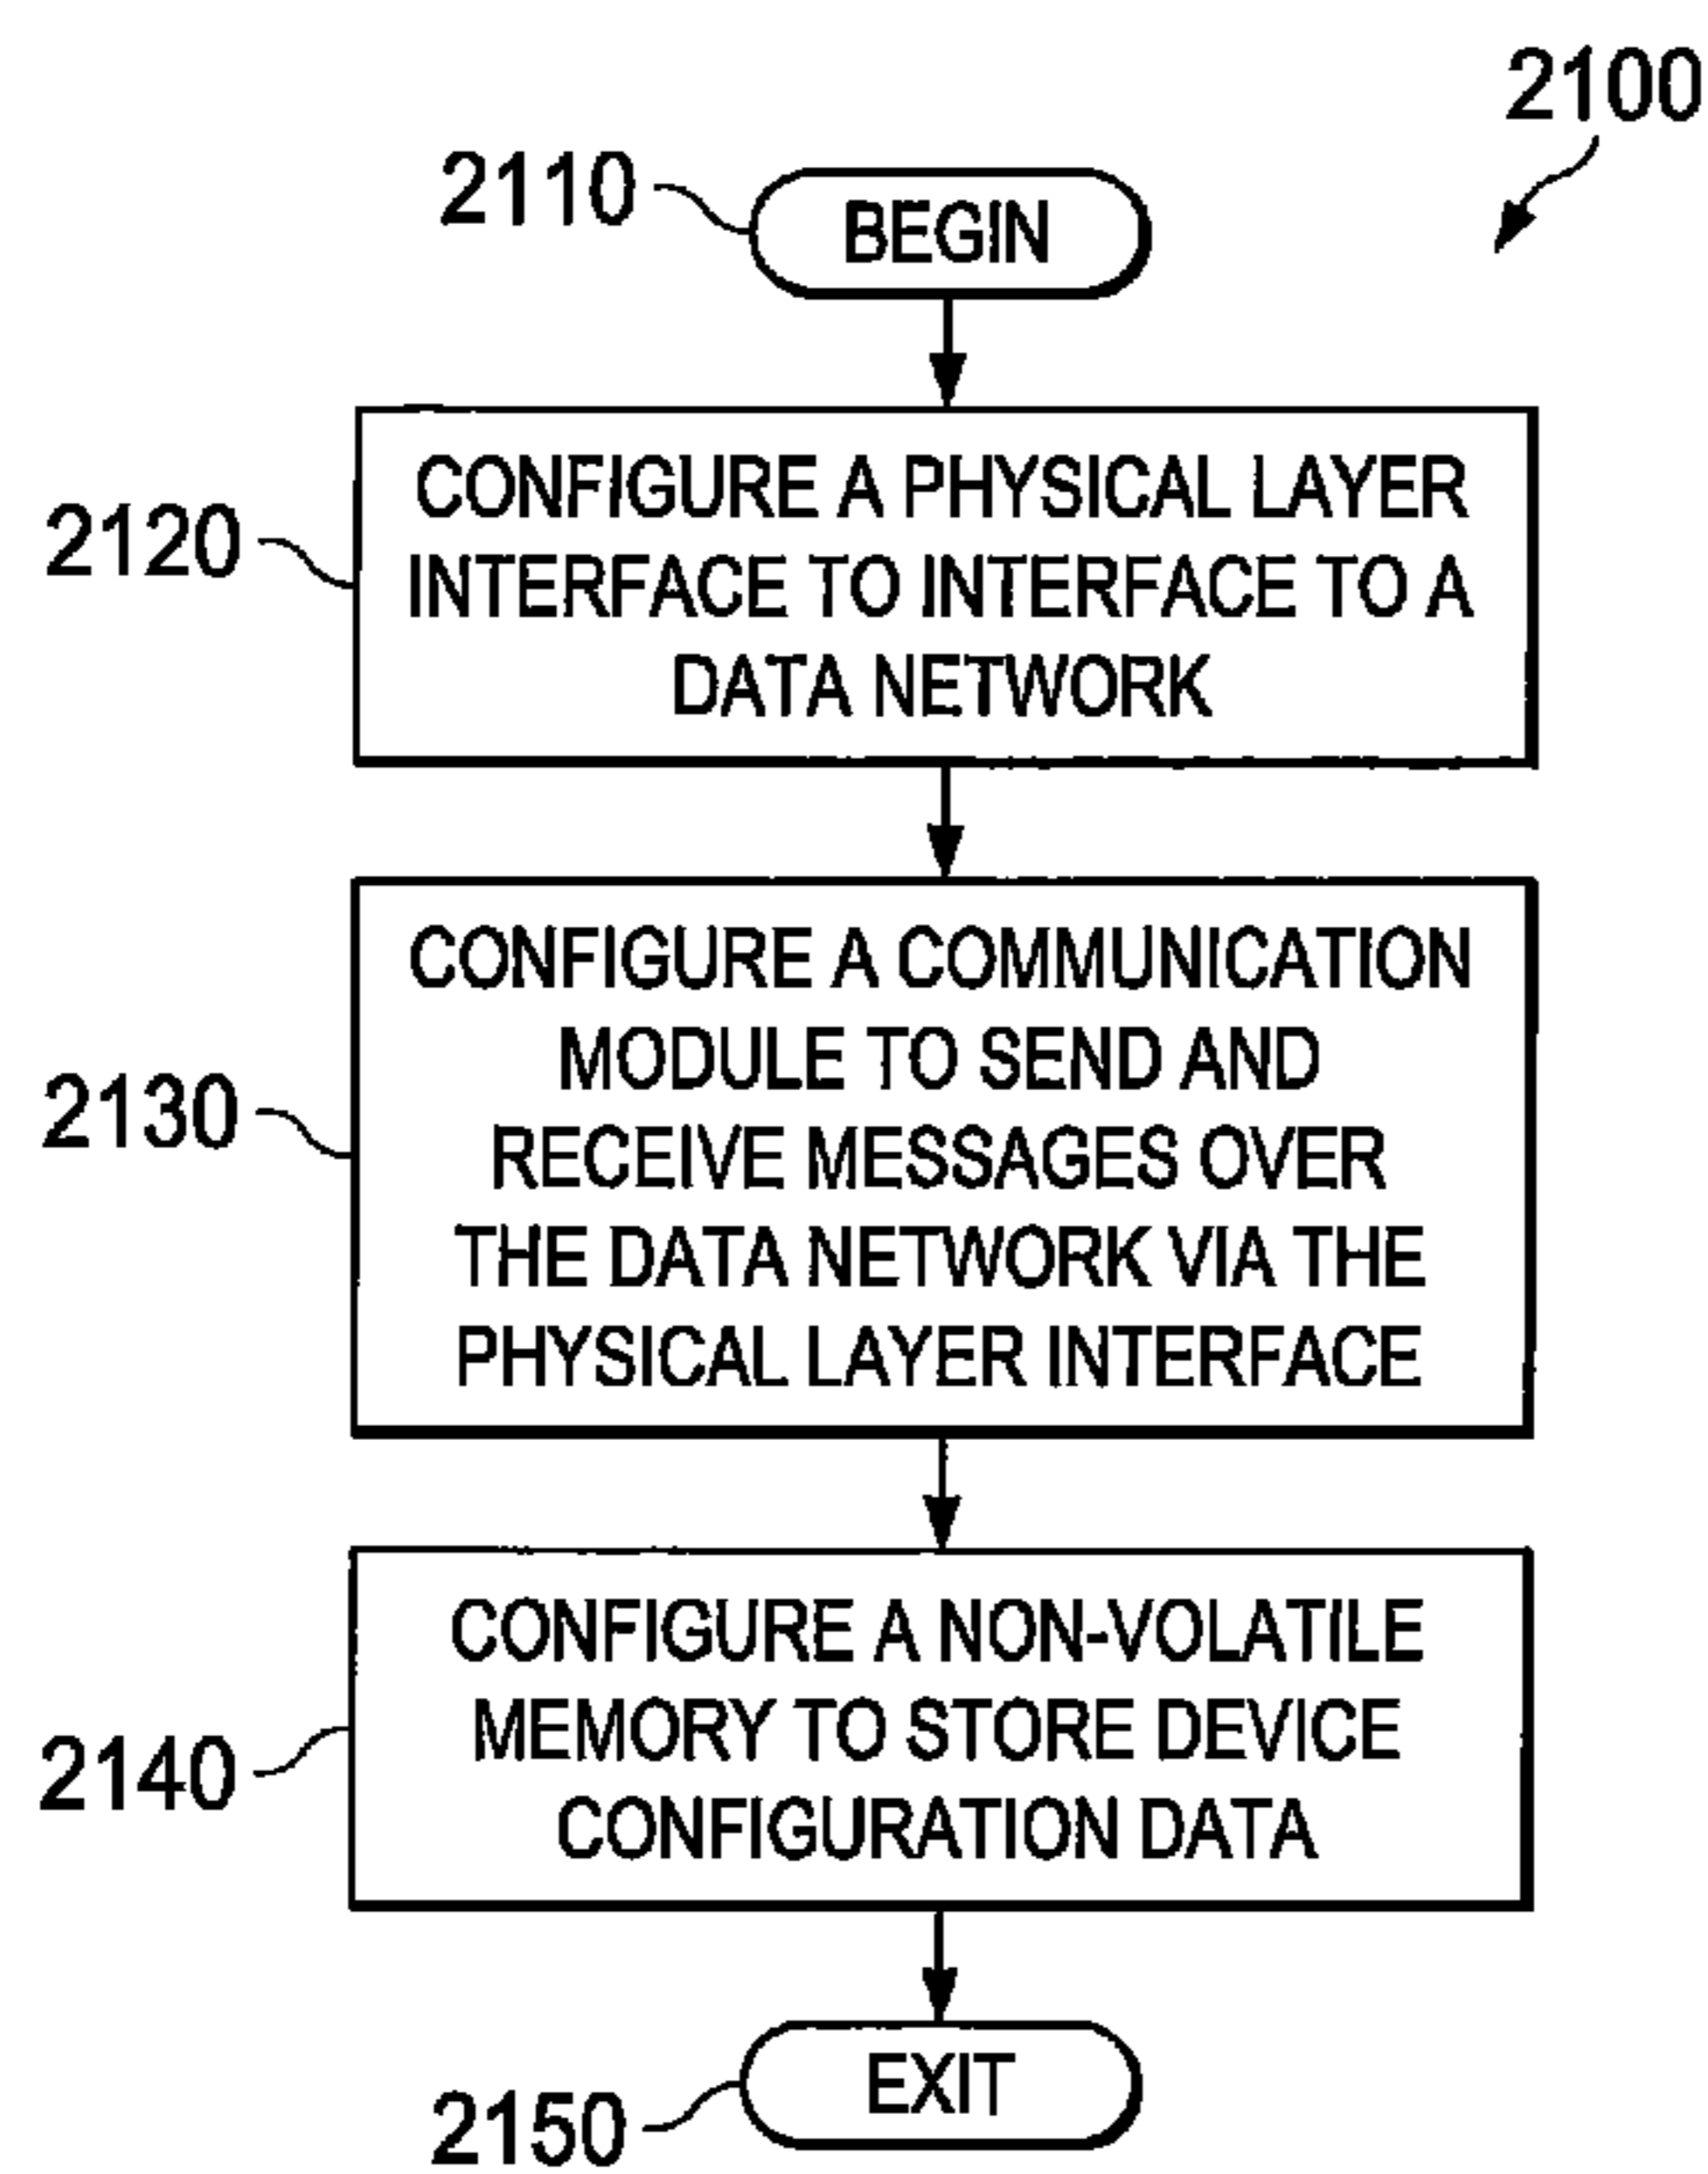 2100
2110
BEGIN
2120
CONFIGURE A PHYSICAL LAYER
INTERFACE TO INTERFACE TO A
DATA NETWORK
2130
CONFIGURE A COMMUNICATION
MODULE TO SEND AND
RECEIVE MESSAGES OVER
THE DATA NETWORK VIA THE
PHYSICAL LAYER INTERFACE
2140
CONFIGURE A NON-VOLATILE
MEMORY TO STORE DEVICE
CONFIGURATION DATA
2150
EXIT